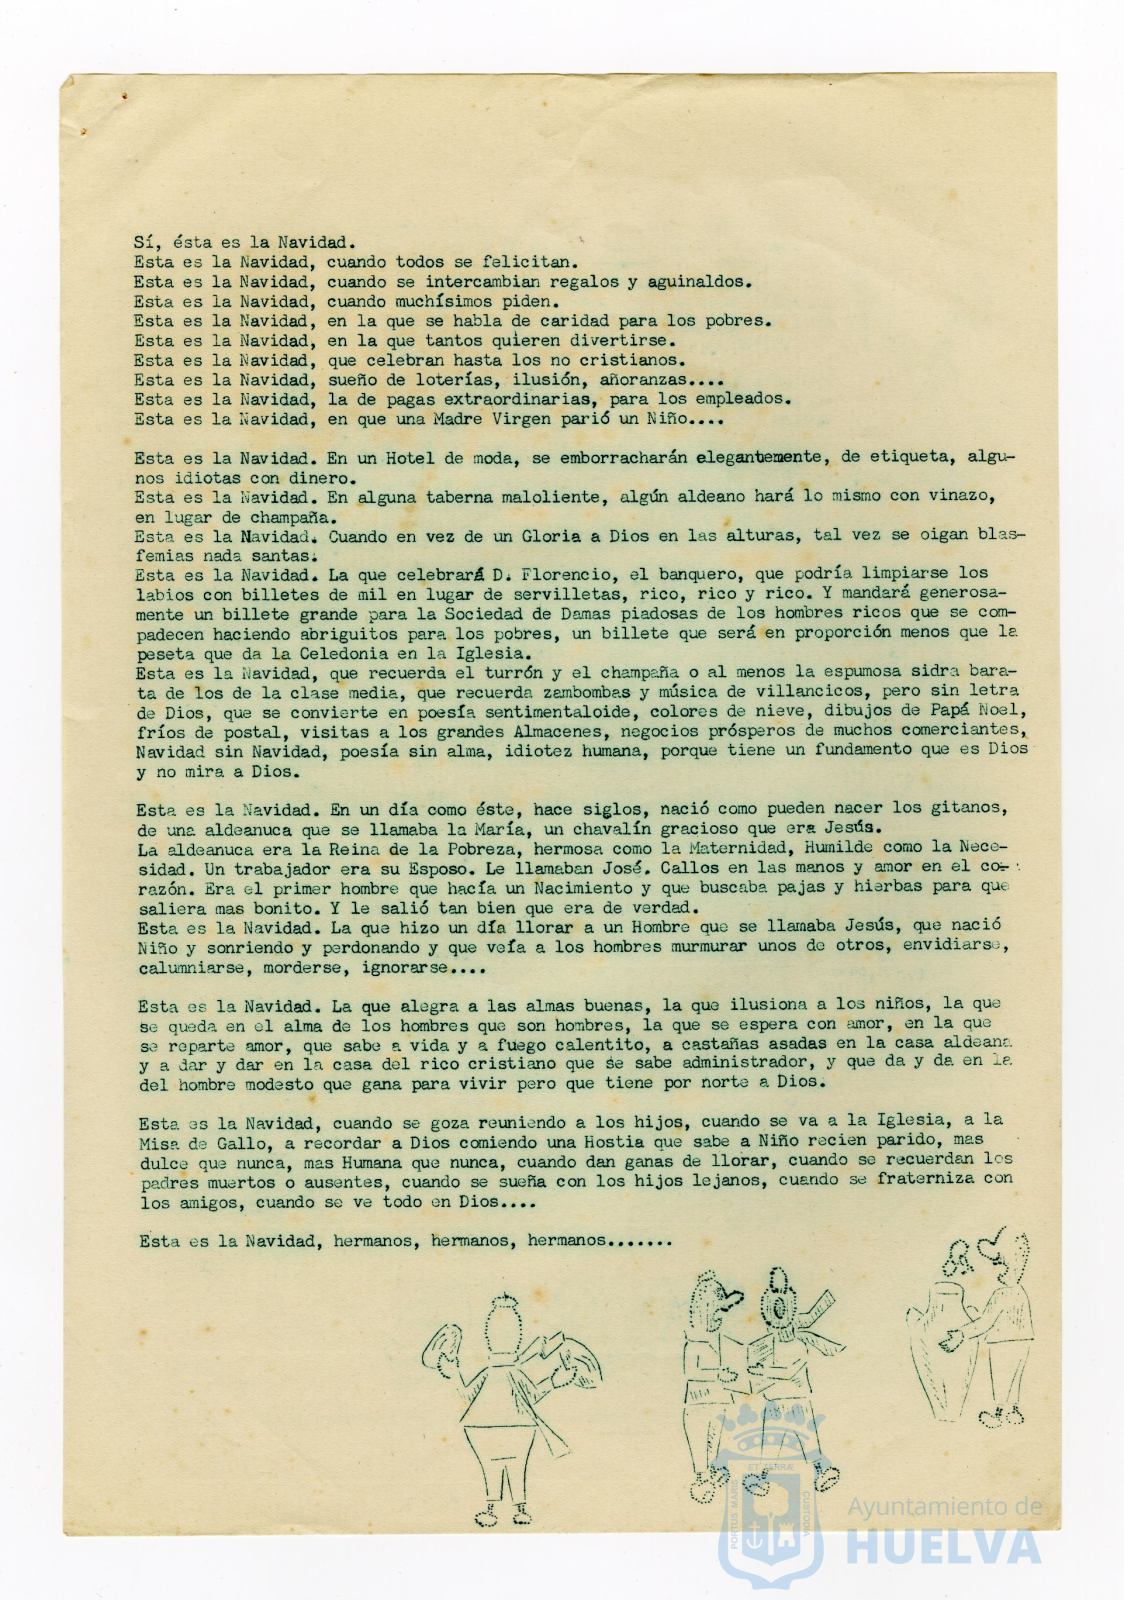 Sí, ésta es la Navidad.
Esta es la Navidad, cuando todos se felicitan.
Esta es la Navidad, cuando se intercambian regalos y aguinaldos.
Esta es la Navidad, cuando muchísimos piden.
Esta es la Navidad, en la que se habla de caridad para los pobres.
Esta es la Navidad, en la que tantos quieren divertirse.
Esta es la Navidad, que celebran hasta los no cristianos.
Esta es la Navidad, sueño de loterías, ilusión, añoranzas....
Esta es la Navidad, la de pagas extraordinarias, para los empleados.
Esta es la Navidad, en que una Madre Virgen parió un Niño....
Esta es la Navidad. En un Hotel de moda, se emborracharán elegantemente, de etiqueta, algu-
nos idiotas con dinero.
Esta es la Navidad. En alguna taberna maloliente, algún aldeano hará lo mismo con vinazo,
en lugar de champaña.
Esta es la Navidad. Cuando en vez de un Gloria a Dios en las alturas, tal vez se oigan blas-
femias nada santas.
Esta es la Navidad. La que celebrará D. Florencio, el banquero, que podría limpiarse los
labios con billetes de mil en lugar de servilletas, rico, rico y rico. Y mandará generosa-
mente un billete grande para la Sociedad de Damas piadosas de los hombres ricos que se com-
padecen haciendo abriguitos para los pobres, un billete que será en proporción menos que la
peseta que da la Celedonia en la Iglesia.
Esta es la Navidad, que recuerda el turrón y el champaña o al menos la espumosa sidra bara-
ta de los de la clase media, que recuerda zambombas y música de villancicos, pero sin letra
de Dios, que se convierte en poesía sentimentaloide, colores de nieve, dibujos de Papá Noel,
fríos de postal, visitas a los grandes Almacenes, negocios prósperos de muchos comerciantes,
Navidad sin Navidad, poesía sin alma, idiotez humana, porque tiene un fundamento que es Dios
y no mira a Dios.
Esta es la Navidad. En un día como éste, hace siglos, nació como pueden nacer los gitanos,
de una aldeanuca que se llamaba la María, un chavalín gracioso que era Jesús.
La aldeanuca era la Reina de la Pobreza, hermosa como la Maternidad, Humilde como la Nece-
sidad. Un trabajador era su Esposo. Le llamaban José. Callos en las manos y amor en el co-
razón. Era el primer hombre que hacía un Nacimiento y que buscaba pajas y hierbas para que
saliera mas bonito. Y le salió tan bien que era de verdad.
Esta es la Navidad. La que hizo un día llorar a un Hombre que se llamaba Jesús, que nació
Niño y sonriendo y perdonando y que veía a los hombres murmurar unos de otros, envidiarse,
calumniarse, morderse, ignorarse....
Esta es la Navidad. La que alegra a las almas buenas, la que ilusiona a los niños, la que
se queda en el alma de los hombres que son hombres, la que se espera con amor, en la que
se reparte amor, que sabe a vida y a fuego calentito, a castañas asadas en la casa aldeana
y a dar y dar en la casa del rico cristiano que se sabe administrador, y que da y da en la
del hombre modesto que gana para vivir pero que tiene por norte a Dios.
Esta es la Navidad, cuando se goza reuniendo a los hijos, cuando se va a la Iglesia, a la
Misa de Gallo, a recordar a Dios comiendo una Hostia que sabe a Niño recien parido, mas
dulce que nunca, mas Humana que nunca, cuando dan ganas de llorar, cuando se recuerdan los
padres muertos o ausentes, cuando se sueña con los hijos lejanos, cuando se fraterniza con
los amigos, cuando se ve todo en Dios....
Esta es la Navidad, hermanos, hermanos, hermanos.......
ET TERRÆ
PORTUS MARIS
CUSTODIA
Ayuntamiento de
HUELVA